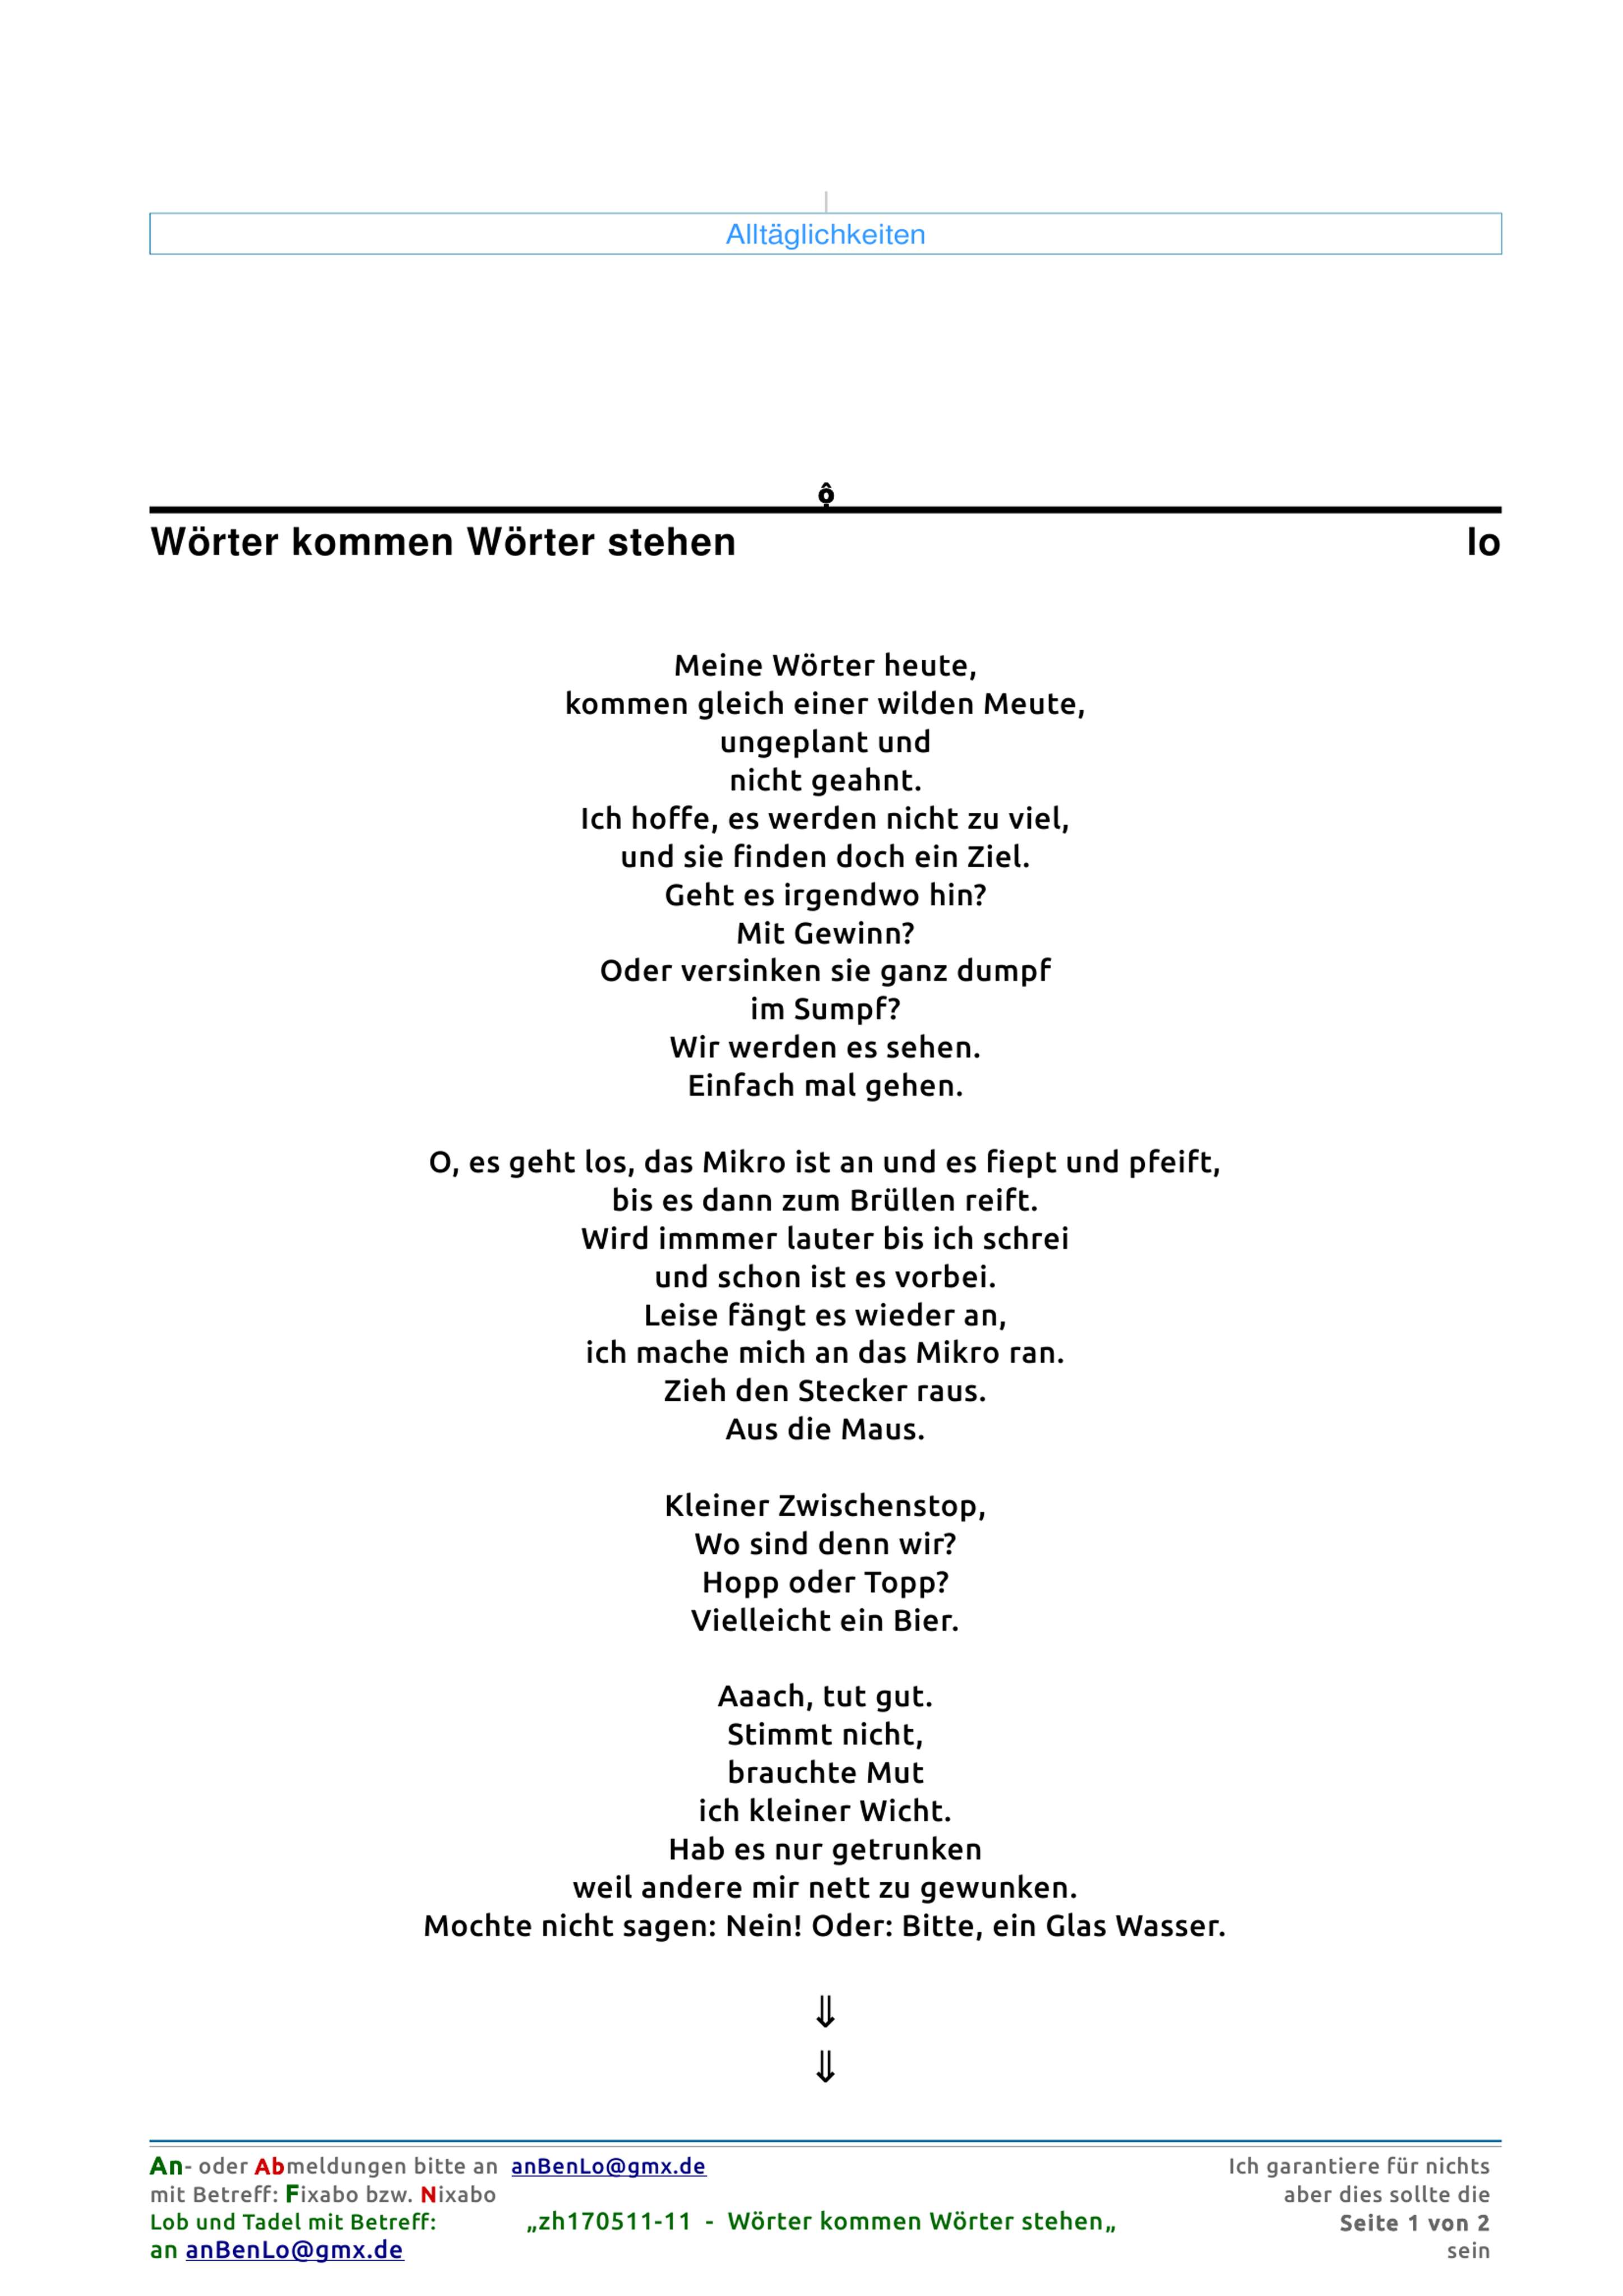 Alltäglichkeiten
Wörter kommen Wörter stehen lo
Meine Wörter heute,
kommen gleich einer wilden Meute,
ungeplant und
nicht geahnt.
Ich hoffe, es werden nicht zu viel,
und sie finden doch ein Ziel.
Geht es irgendwo hin?
Mit Gewinn?
Oder versinken sie ganz dumpf
im Sumpf?
Wir werden es sehen.
Einfach mal gehen.
O, es geht los, das Mikro ist an und es fiept und pfeift,
bis es dann zum Brüllen reift.
Wird immmer lauter bis ich schrei
und schon ist es vorbei.
Leise fängt es wieder an,
ich mache mich an das Mikro ran.
Zieh den Stecker raus.
Aus die Maus.
Kleiner Zwischenstop,
Wo sind denn wir?
Hopp oder Topp?
Vielleicht ein Bier.
Aaach, tut gut.
Stimmt nicht,
brauchte Mut
ich kleiner Wicht.
Hab es nur getrunken
weil andere mir nett zu gewunken.
Mochte nicht sagen: Nein! Oder: Bitte, ein Glas Wasser.
⇓
⇓
An- oder Abmeldungen bitte an anBenLo@gmx.de Ich garantiere für nichts
mit Betreff: Fixabo bzw. Nixabo aber dies sollte die
Lob und Tadel mit Betreff: „zh170511-11 - Wörter kommen Wörter stehen„ Seite 1 von 2
an anBenLo@gmx.de sein